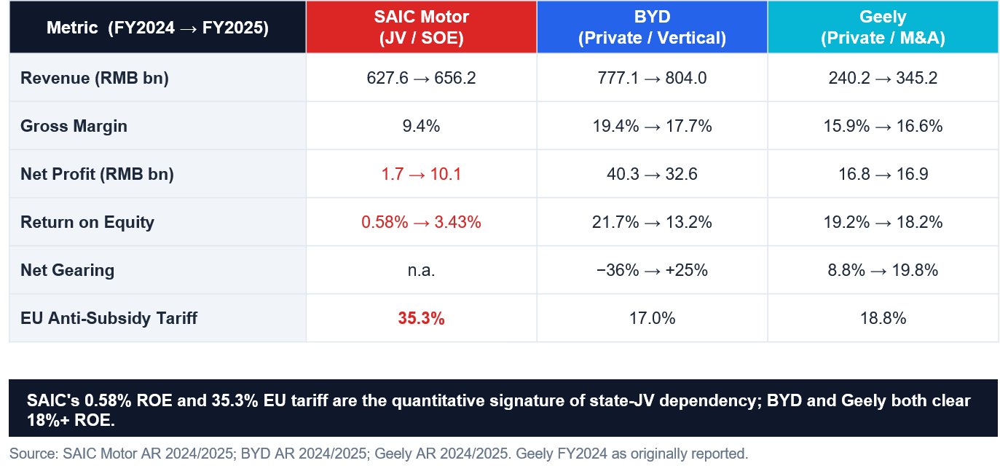 Metric (FY2024 → FY2025)
SAIC Motor
(JV / SOE)
BYD
(Private / Vertical)
Geely
(Private / M&A)
Revenue (RMB bn) 627.6 → 656.2 777.1 → 804.0 240.2 → 345.2
Gross Margin 9.4% 19.4% → 17.7% 15.9% → 16.6%
Net Profit (RMB bn) 1.7 → 10.1 40.3 → 32.6 16.8 → 16.9
Return on Equity 0.58% → 3.43% 21.7% → 13.2% 19.2% → 18.2%
Net Gearing n.a. −36% → +25% 8.8% → 19.8%
EU Anti-Subsidy Tariff 35.3% 17.0% 18.8%
SAIC's 0.58% ROE and 35.3% EU tariff are the quantitative signature of state-JV dependency; BYD and Geely both clear
18%+ ROE.
Source: SAIC Motor AR 2024/2025; BYD AR 2024/2025; Geely AR 2024/2025. Geely FY2024 as originally reported.